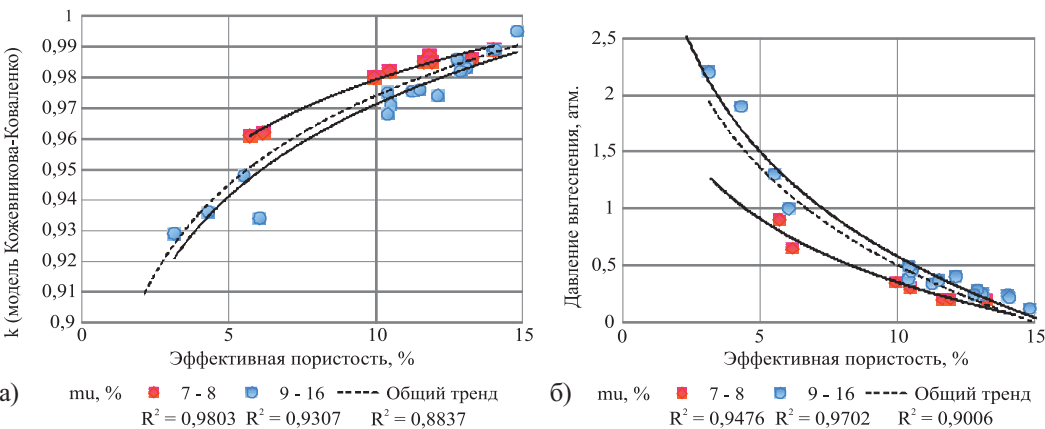 k (модель Кожевникова-Коваленко)
1
0,99
0,98
0,97
0,96
0,95
0,94
0,93
0,92
0,91
0,9
0
5
10
15
Эффективная пористость, %
а)
mu, %
7 - 8
9 - 16
Общий тренд
R² = 0,9803
R² = 0,9307
R² = 0,8837
Давление вытеснения, атм.
2,5
2
1,5
1
0,5
0
0
5
10
15
Эффективная пористость, %
б)
mu, %
7 - 8
9 - 16
Общий тренд
R² = 0,9476
R² = 0,9702
R² = 0,9006